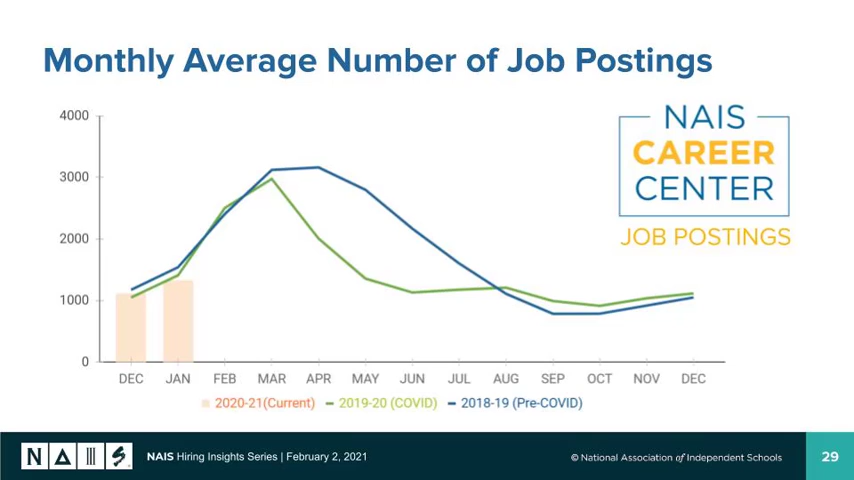 Monthly Average Number of Job Postings
4000
3000
2000
1000
0
DEC JAN FEB MAR APR MAY JUN JUL AUG SEP OCT NOV DEC
2020-21(Current) 2019-20 (COVID) 2018-19 (Pre-COVID)
NAIS
CAREER
CENTER
JOB POSTINGS
NAIS
NAIS Hiring Insights Series | February 2, 2021
© National Association of Independent Schools
29